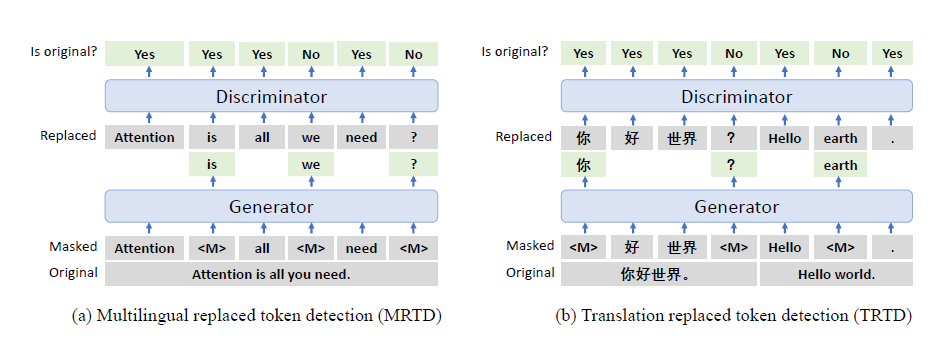 Is original? Yes Yes Yes No Yes No
Discriminator
Replaced Attention is all we need ?
is we ?
Generator
Masked Attention <M> all <M> need <M>
Original Attention is all you need.
(a) Multilingual replaced token detection (MRTD)
Is original? Yes Yes Yes No Yes No Yes
Discriminator
Replaced 你 好 世界 ? Hello earth .
你 ? earth
Generator
Masked <M> 好 世界 <M> Hello <M> .
Original 你好世界。 Hello world.
(b) Translation replaced token detection (TRTD)